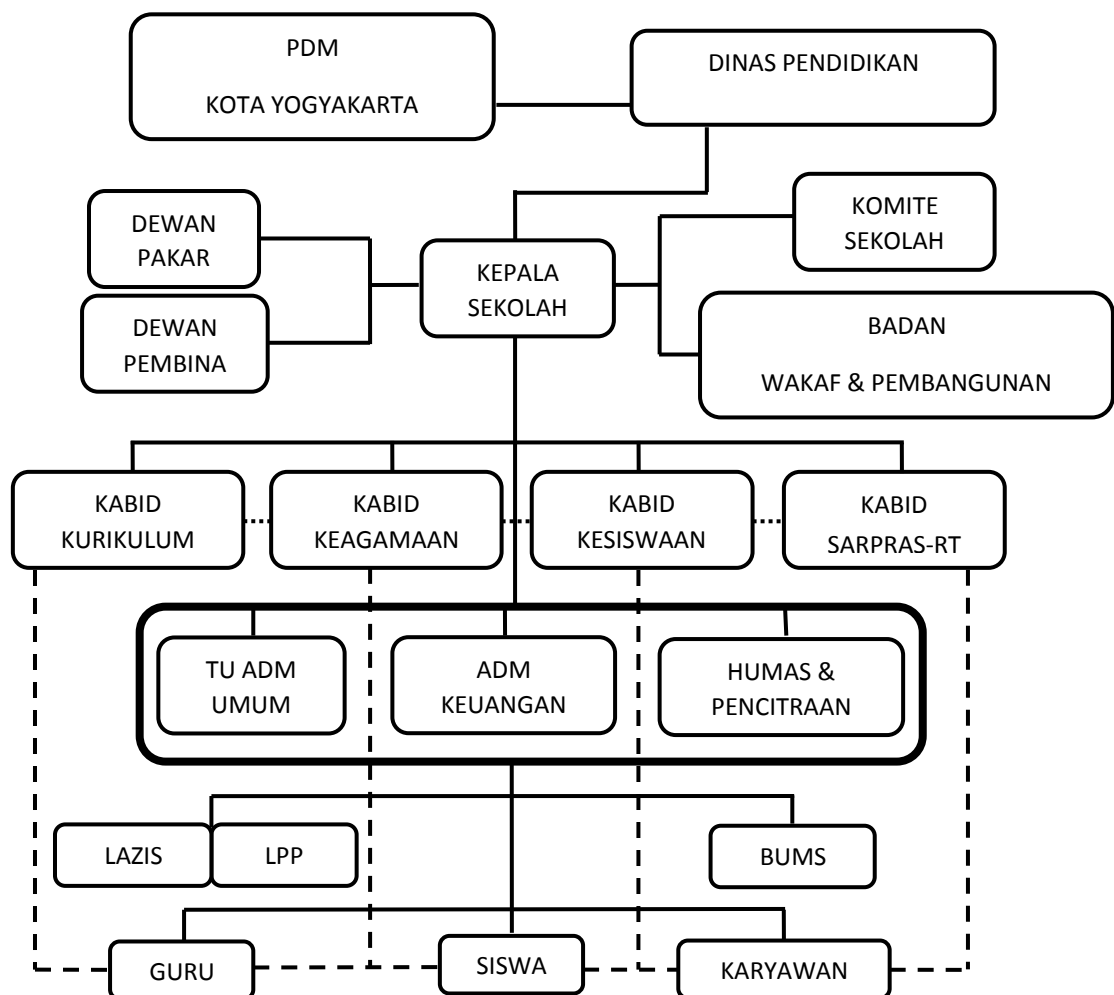 PDM
KOTA YOGYAKARTA
DINAS PENDIDIKAN
DEWAN
PAKAR
DEWAN
PEMBINA
KEPALA
SEKOLAH
KOMITE
SEKOLAH
BADAN
WAKAF & PEMBANGUNAN
KABID
KURIKULUM
KABID
KEAGAMAAN
KABID
KESISWAAN
KABID
SARPRAS-RT
TU ADM
UMUM
ADM
KEUANGAN
HUMAS &
PENCITRAAN
LAZIS
LPP
BUMS
GURU
SISWA
KARYAWAN